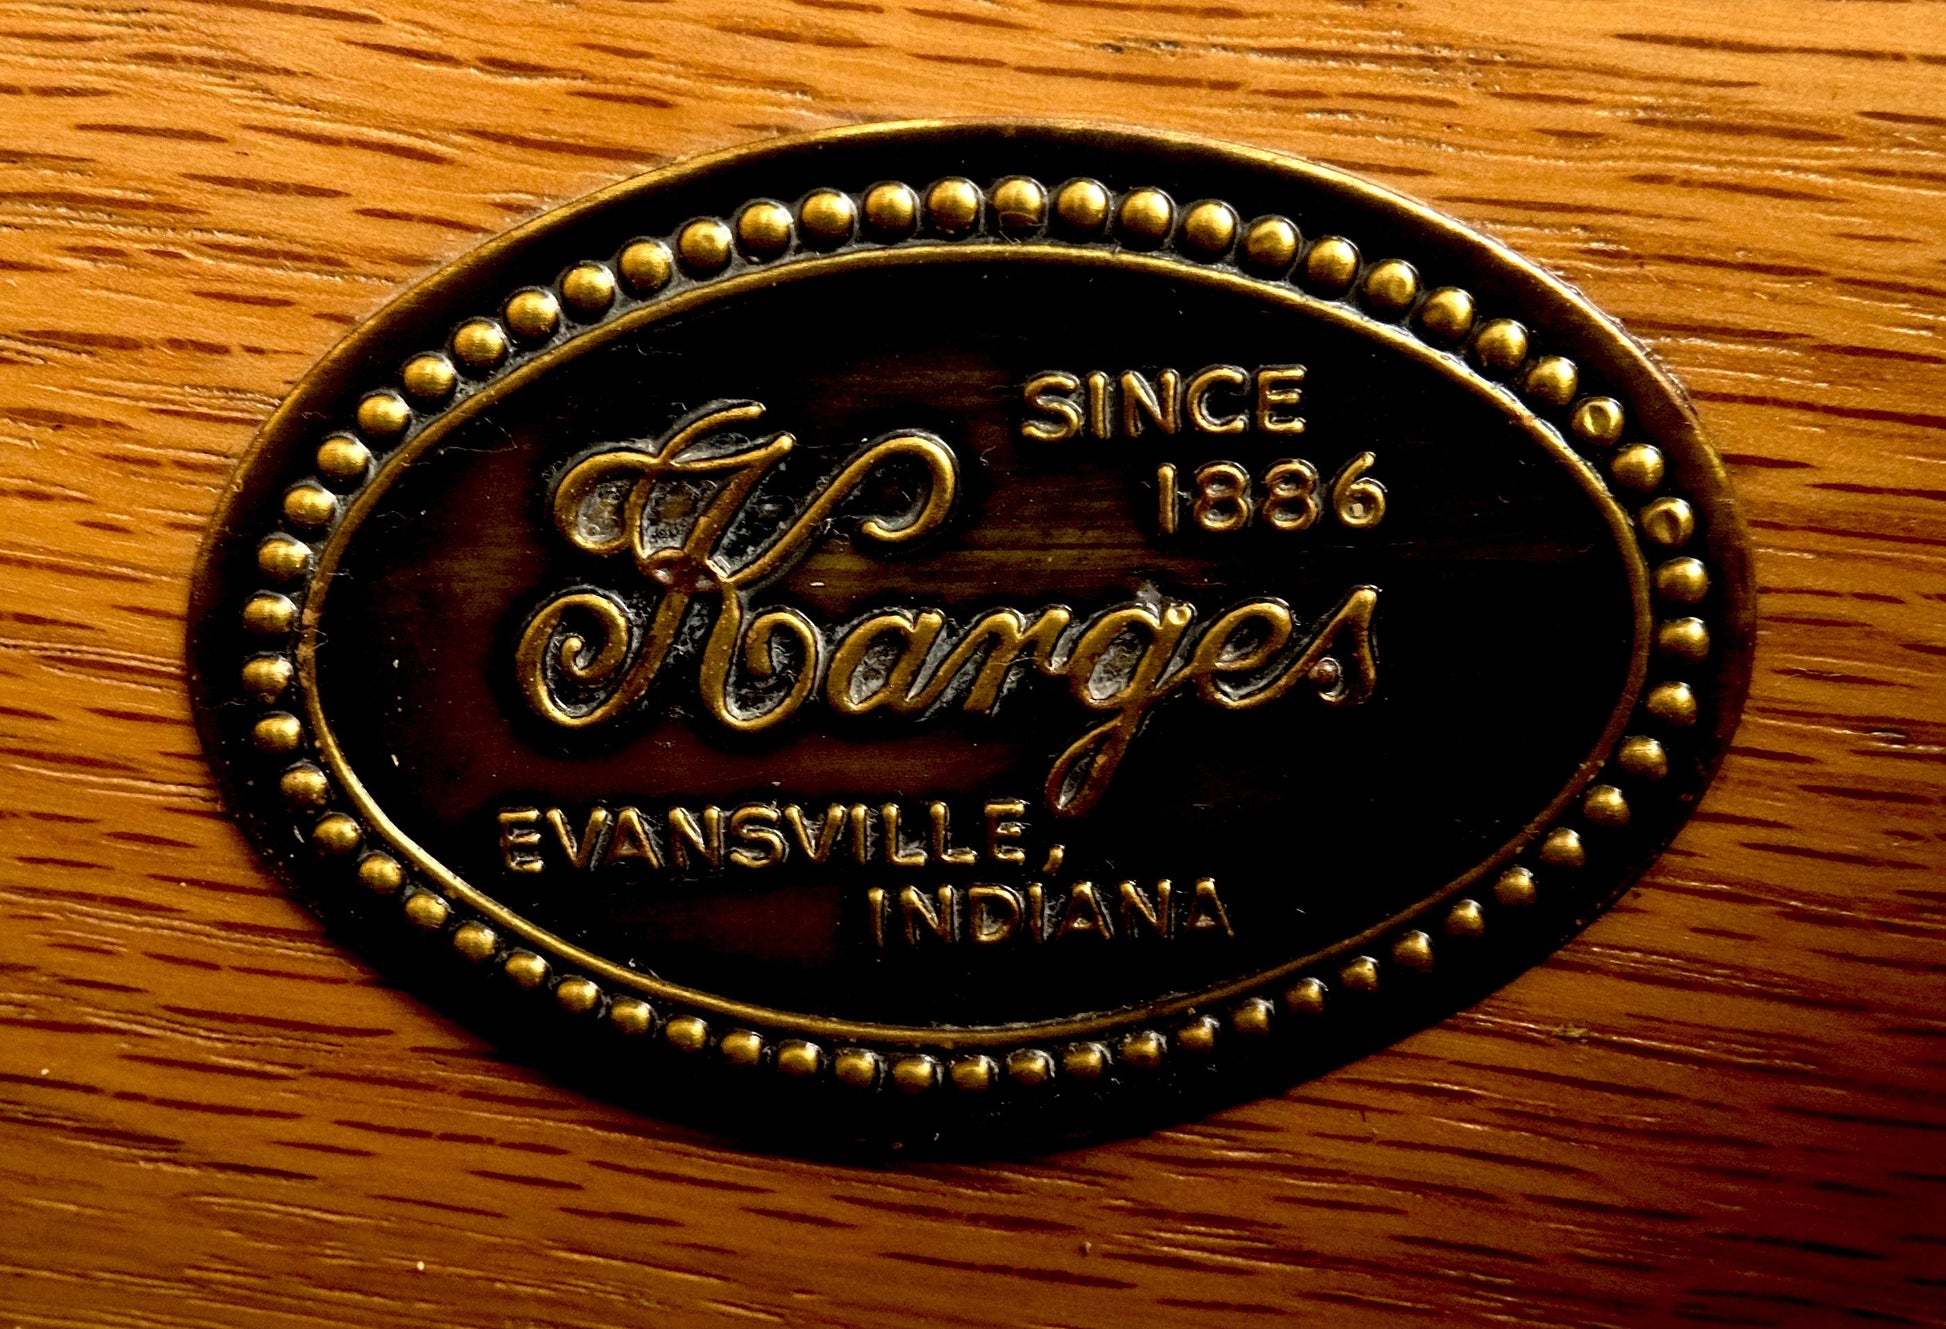 SINCE
1886
Karges
EVANSVILLE,
INDIANA